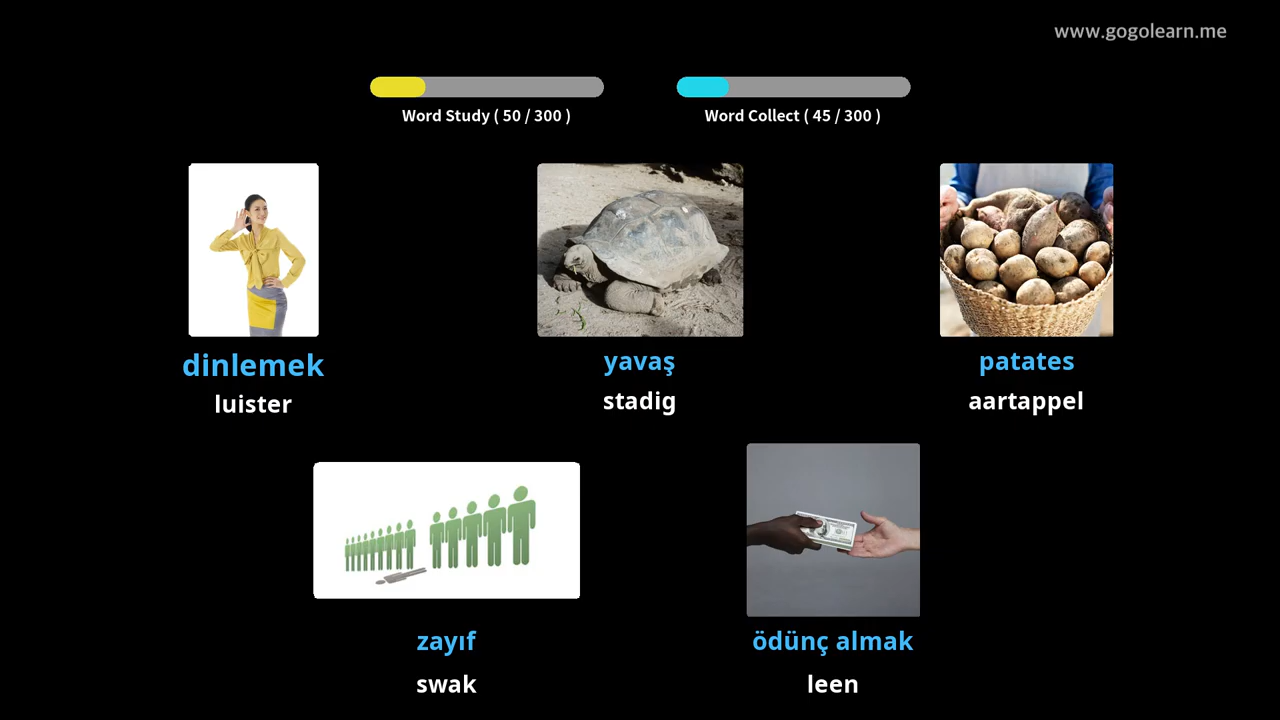 www.gogolearn.me
Word Study ( 50 / 300 )
Word Collect ( 45 / 300 )
dinlemek
luister
yavaş
stadig
patates
aartappel
zayıf
swak
ödünç almak
leen